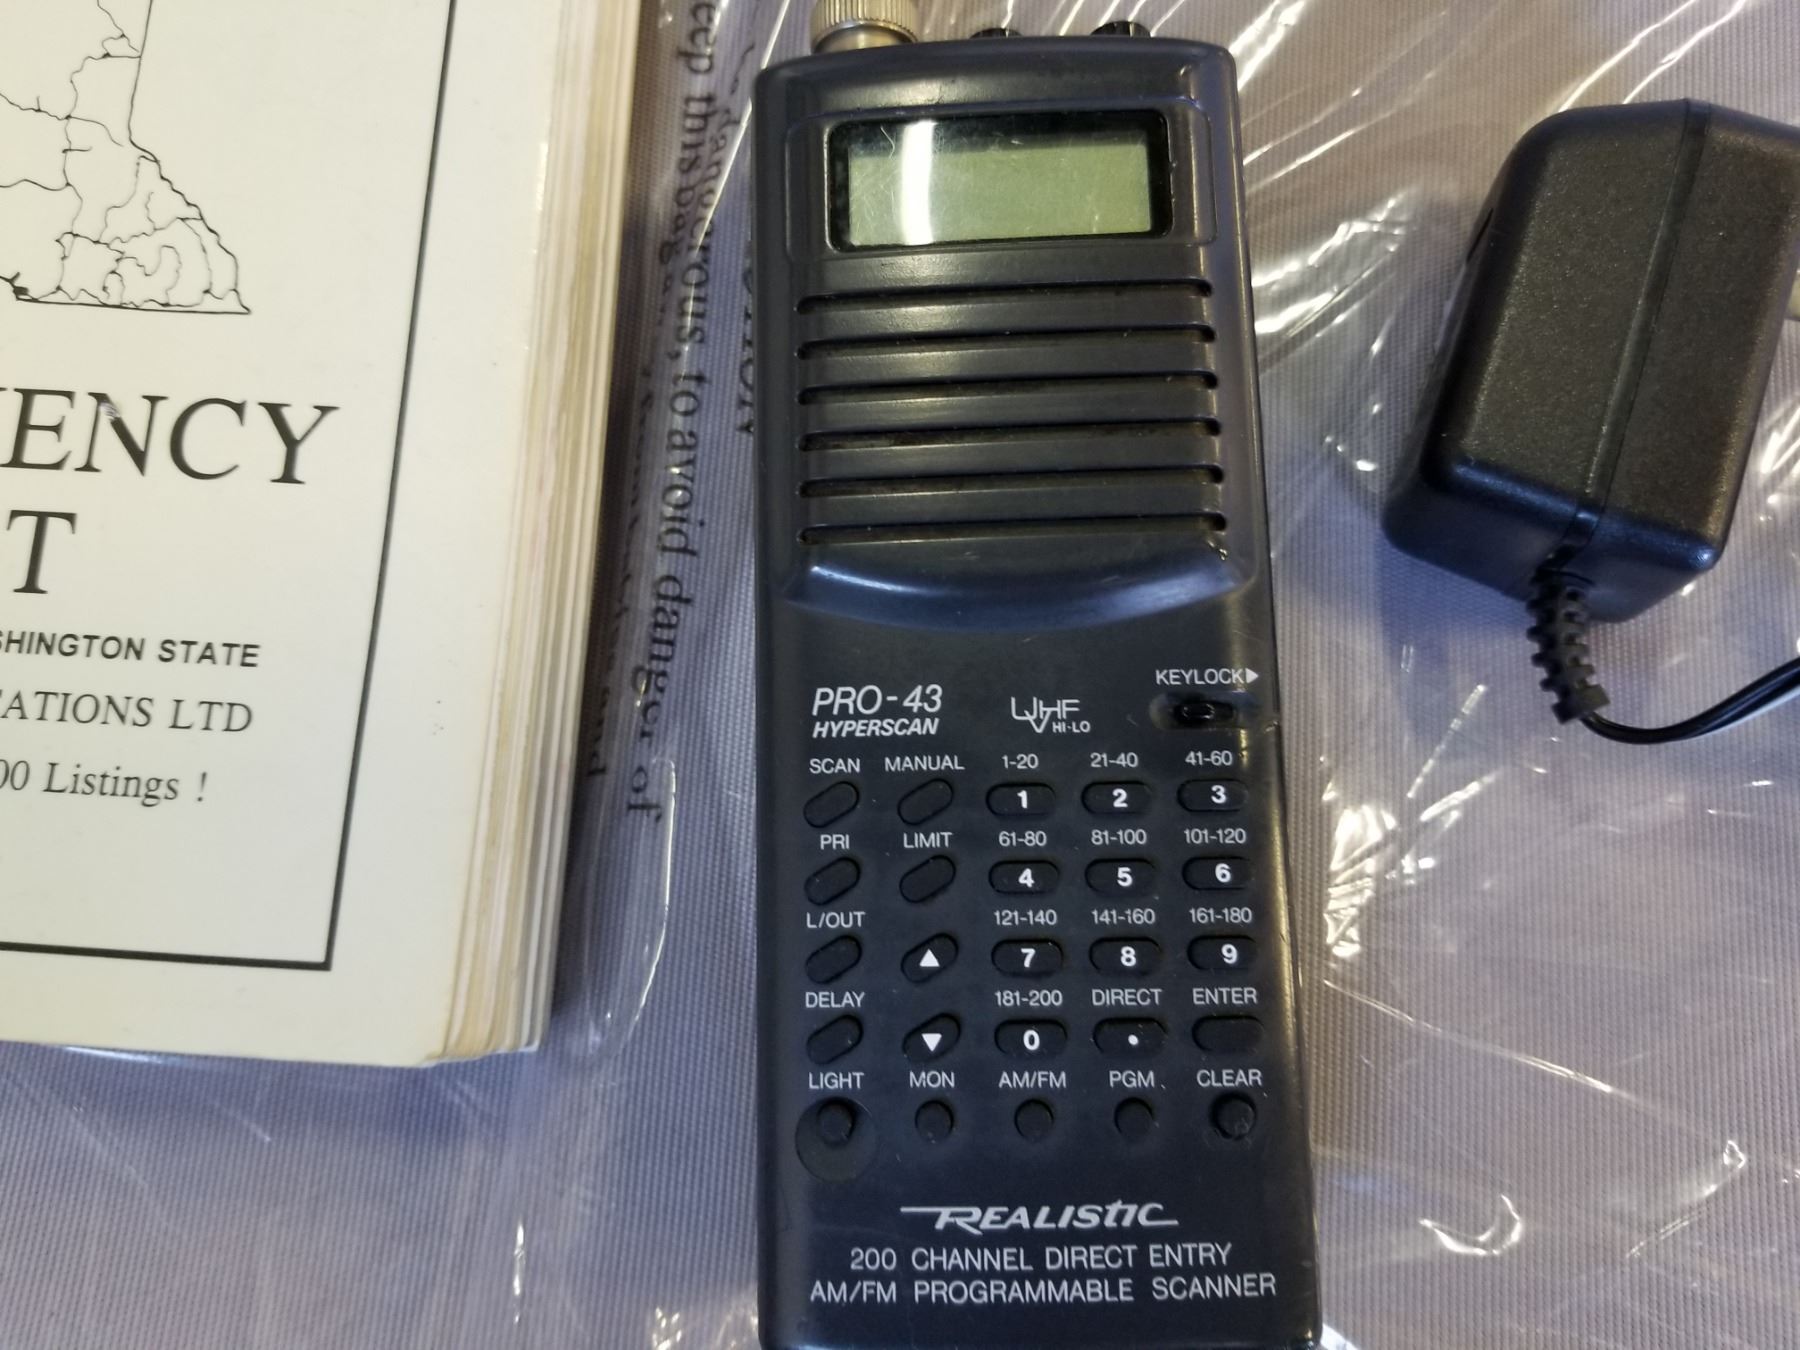 ENCY
T
SHINGTON STATE
CATIONS LTD
00 Listings !
eep this bag
dangerous, to avoid danger of
PRO-43
HYPERSCAN
UVHF
HI-LO
KEYLOCK▶
SCAN MANUAL 1-20 21-40 41-60
1 2 3
PRI LIMIT 61-80 81-100 101-120
4 5 6
L/OUT 121-140 141-160 161-180
▲ 7 8 9
DELAY 181-200 DIRECT ENTER
▼ 0 •
LIGHT MON AM/FM PGM CLEAR
REALISTIC
200 CHANNEL DIRECT ENTRY
AM/FM PROGRAMMABLE SCANNER